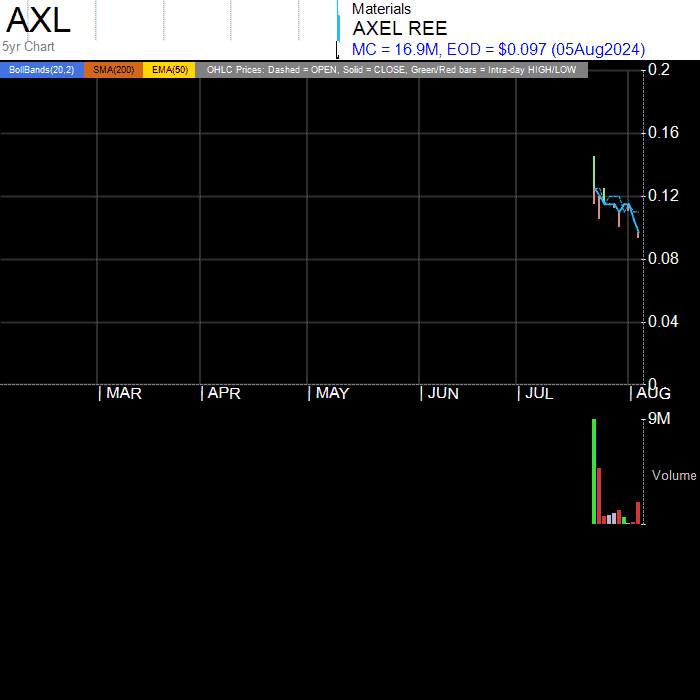 AXL
5yr Chart
Materials
AXEL REE
MC = 16.9M, EOD = $0.097 (05Aug2024)
BollBands(20,2) SMA(200) EMA(50) OHLC Prices: Dashed = OPEN, Solid = CLOSE, Green/Red bars = Intra-day HIGH/LOW
0.2
0.16
0.12
0.08
0.04
0
| MAR | APR | MAY | JUN | JUL | AUG
9M
Volume